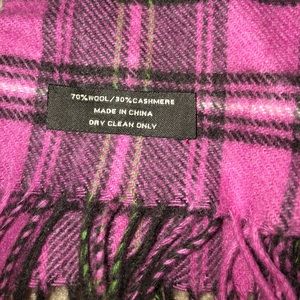 70%WOOL/30%CASHMERE
MADE IN CHINA
DRY CLEAN ONLY